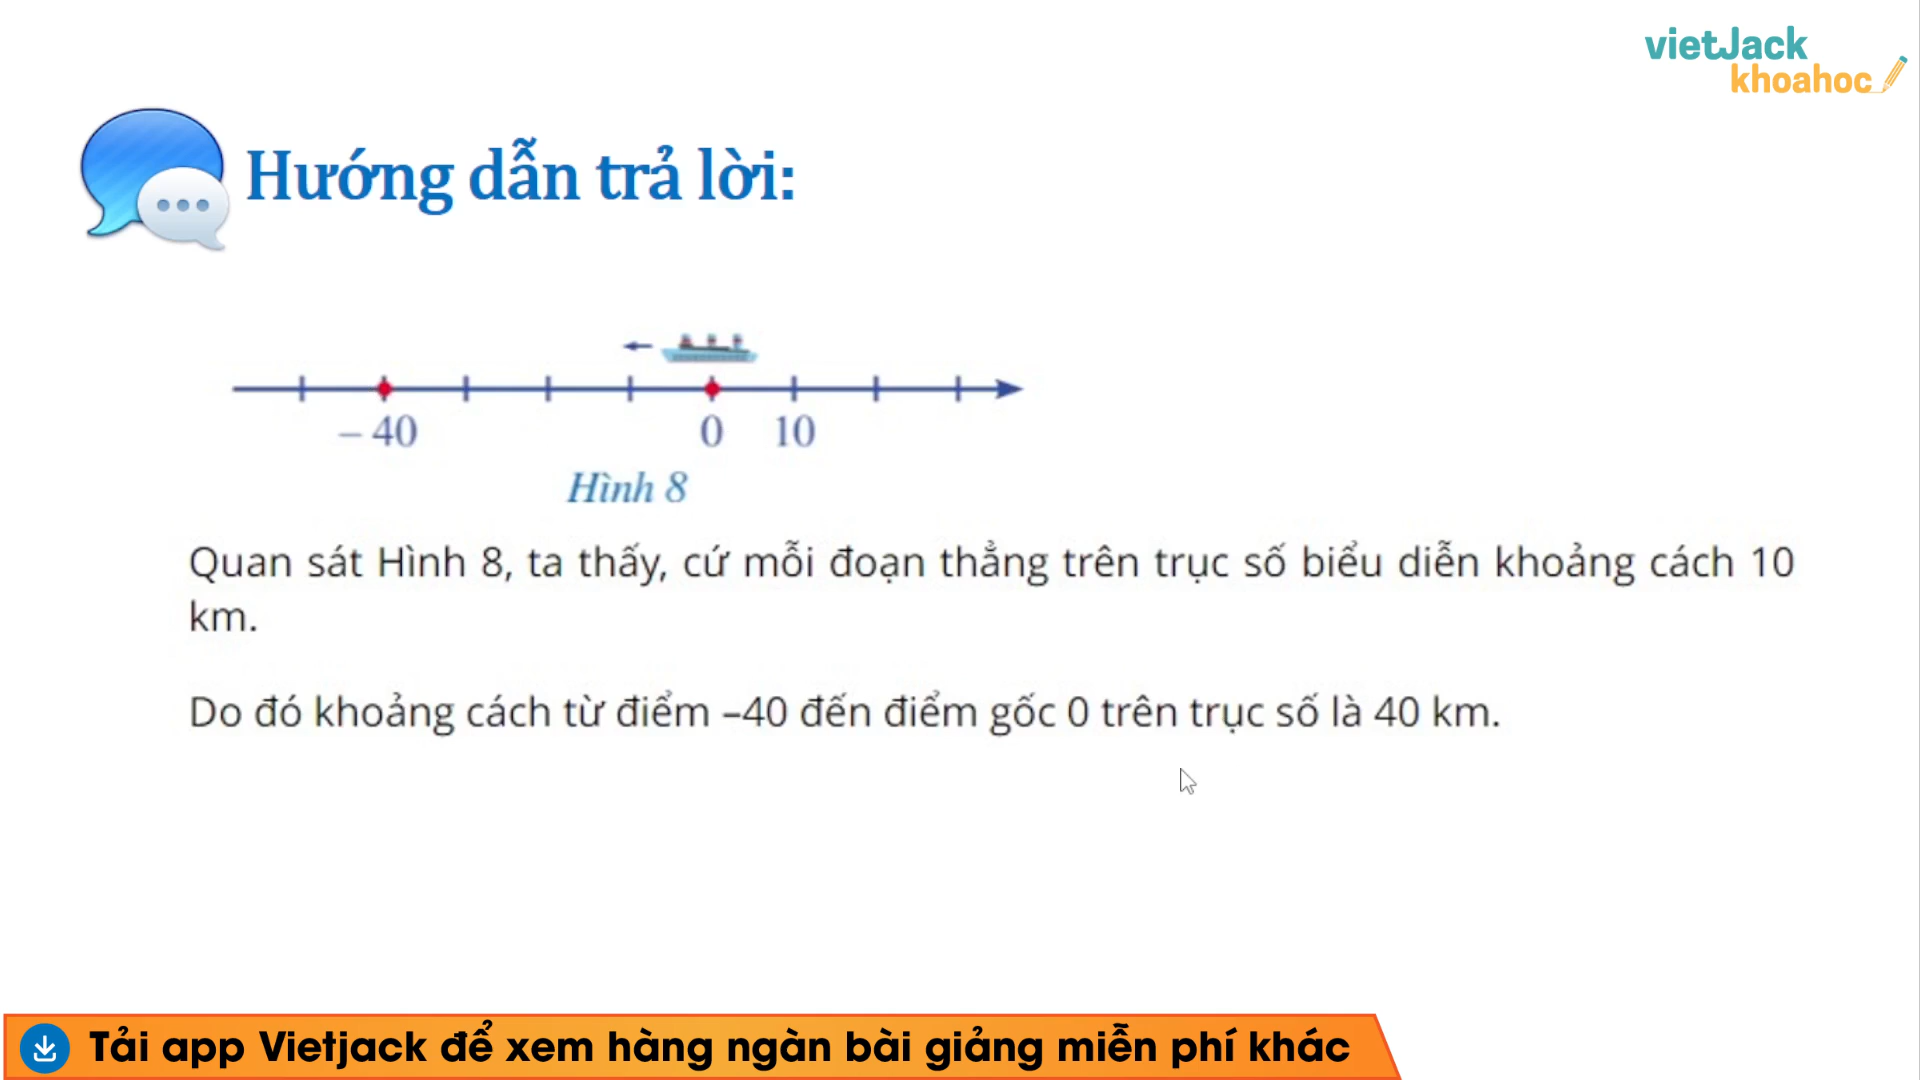 vietJack
khoahoc
Hướng dẫn trả lời:
– 40 0 10
Hình 8
Quan sát Hình 8, ta thấy, cứ mỗi đoạn thẳng trên trục số biểu diễn khoảng cách 10
km.
Do đó khoảng cách từ điểm –40 đến điểm gốc 0 trên trục số là 40 km.
Tải app Vietjack để xem hàng ngàn bài giảng miễn phí khác